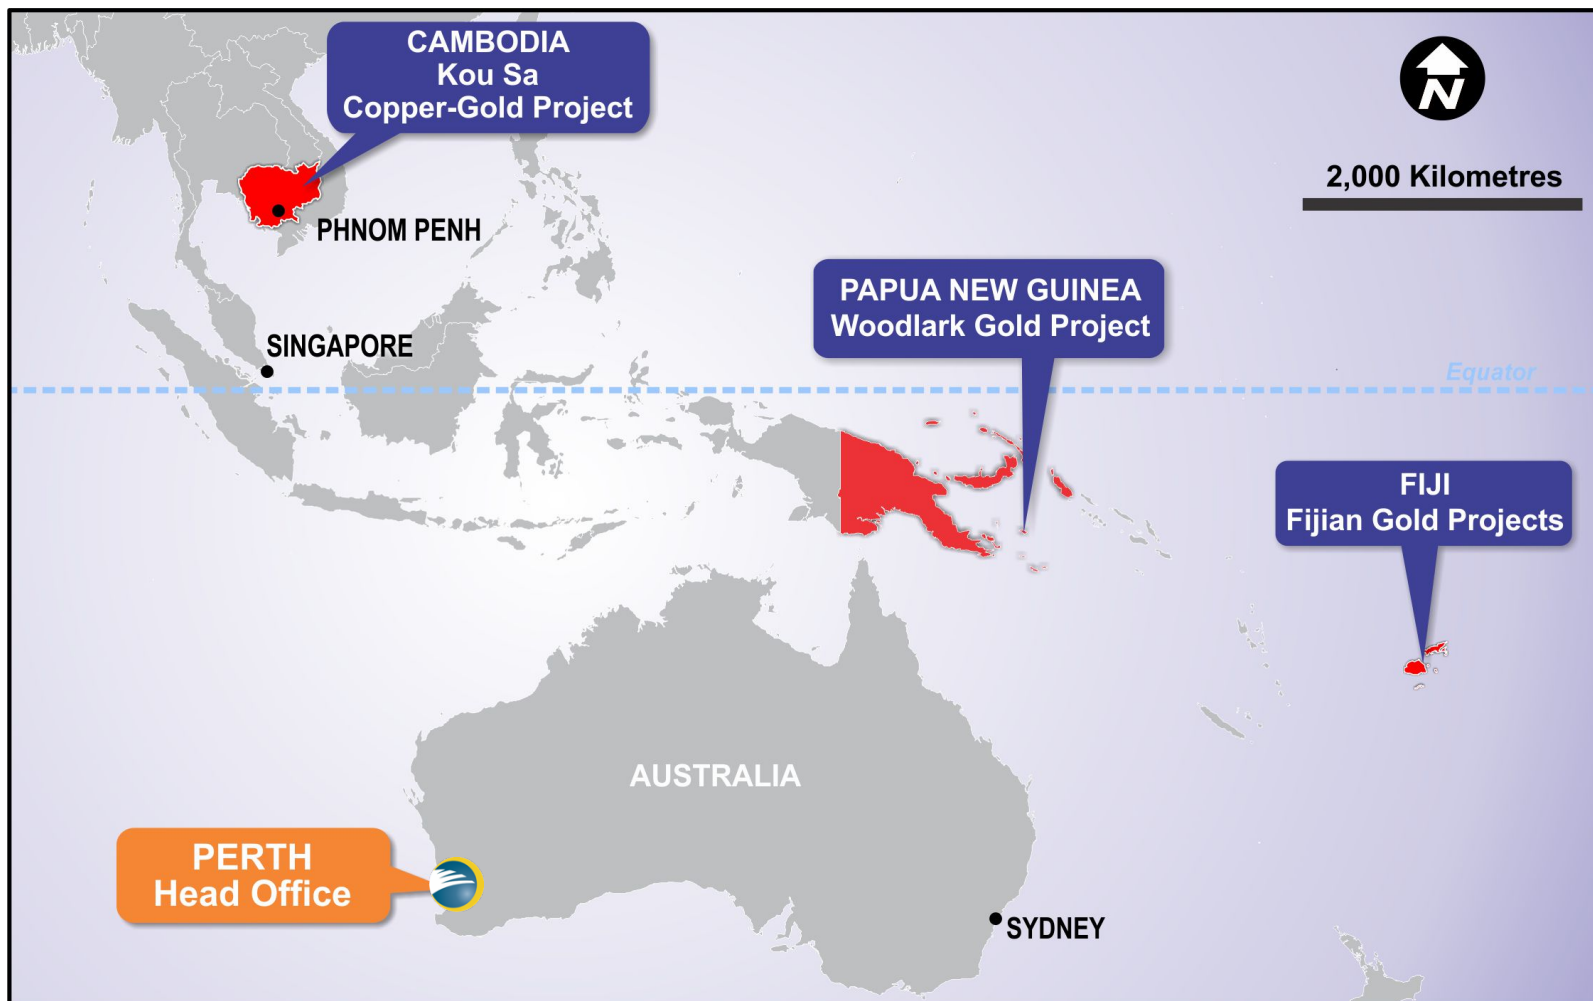 CAMBODIA
Kou Sa
Copper-Gold Project
N
2,000 Kilometres
PHNOM PENH
PAPUA NEW GUINEA
Woodlark Gold Project
SINGAPORE
Equator
FIJI
Fijian Gold Projects
AUSTRALIA
PERTH
Head Office
SYDNEY